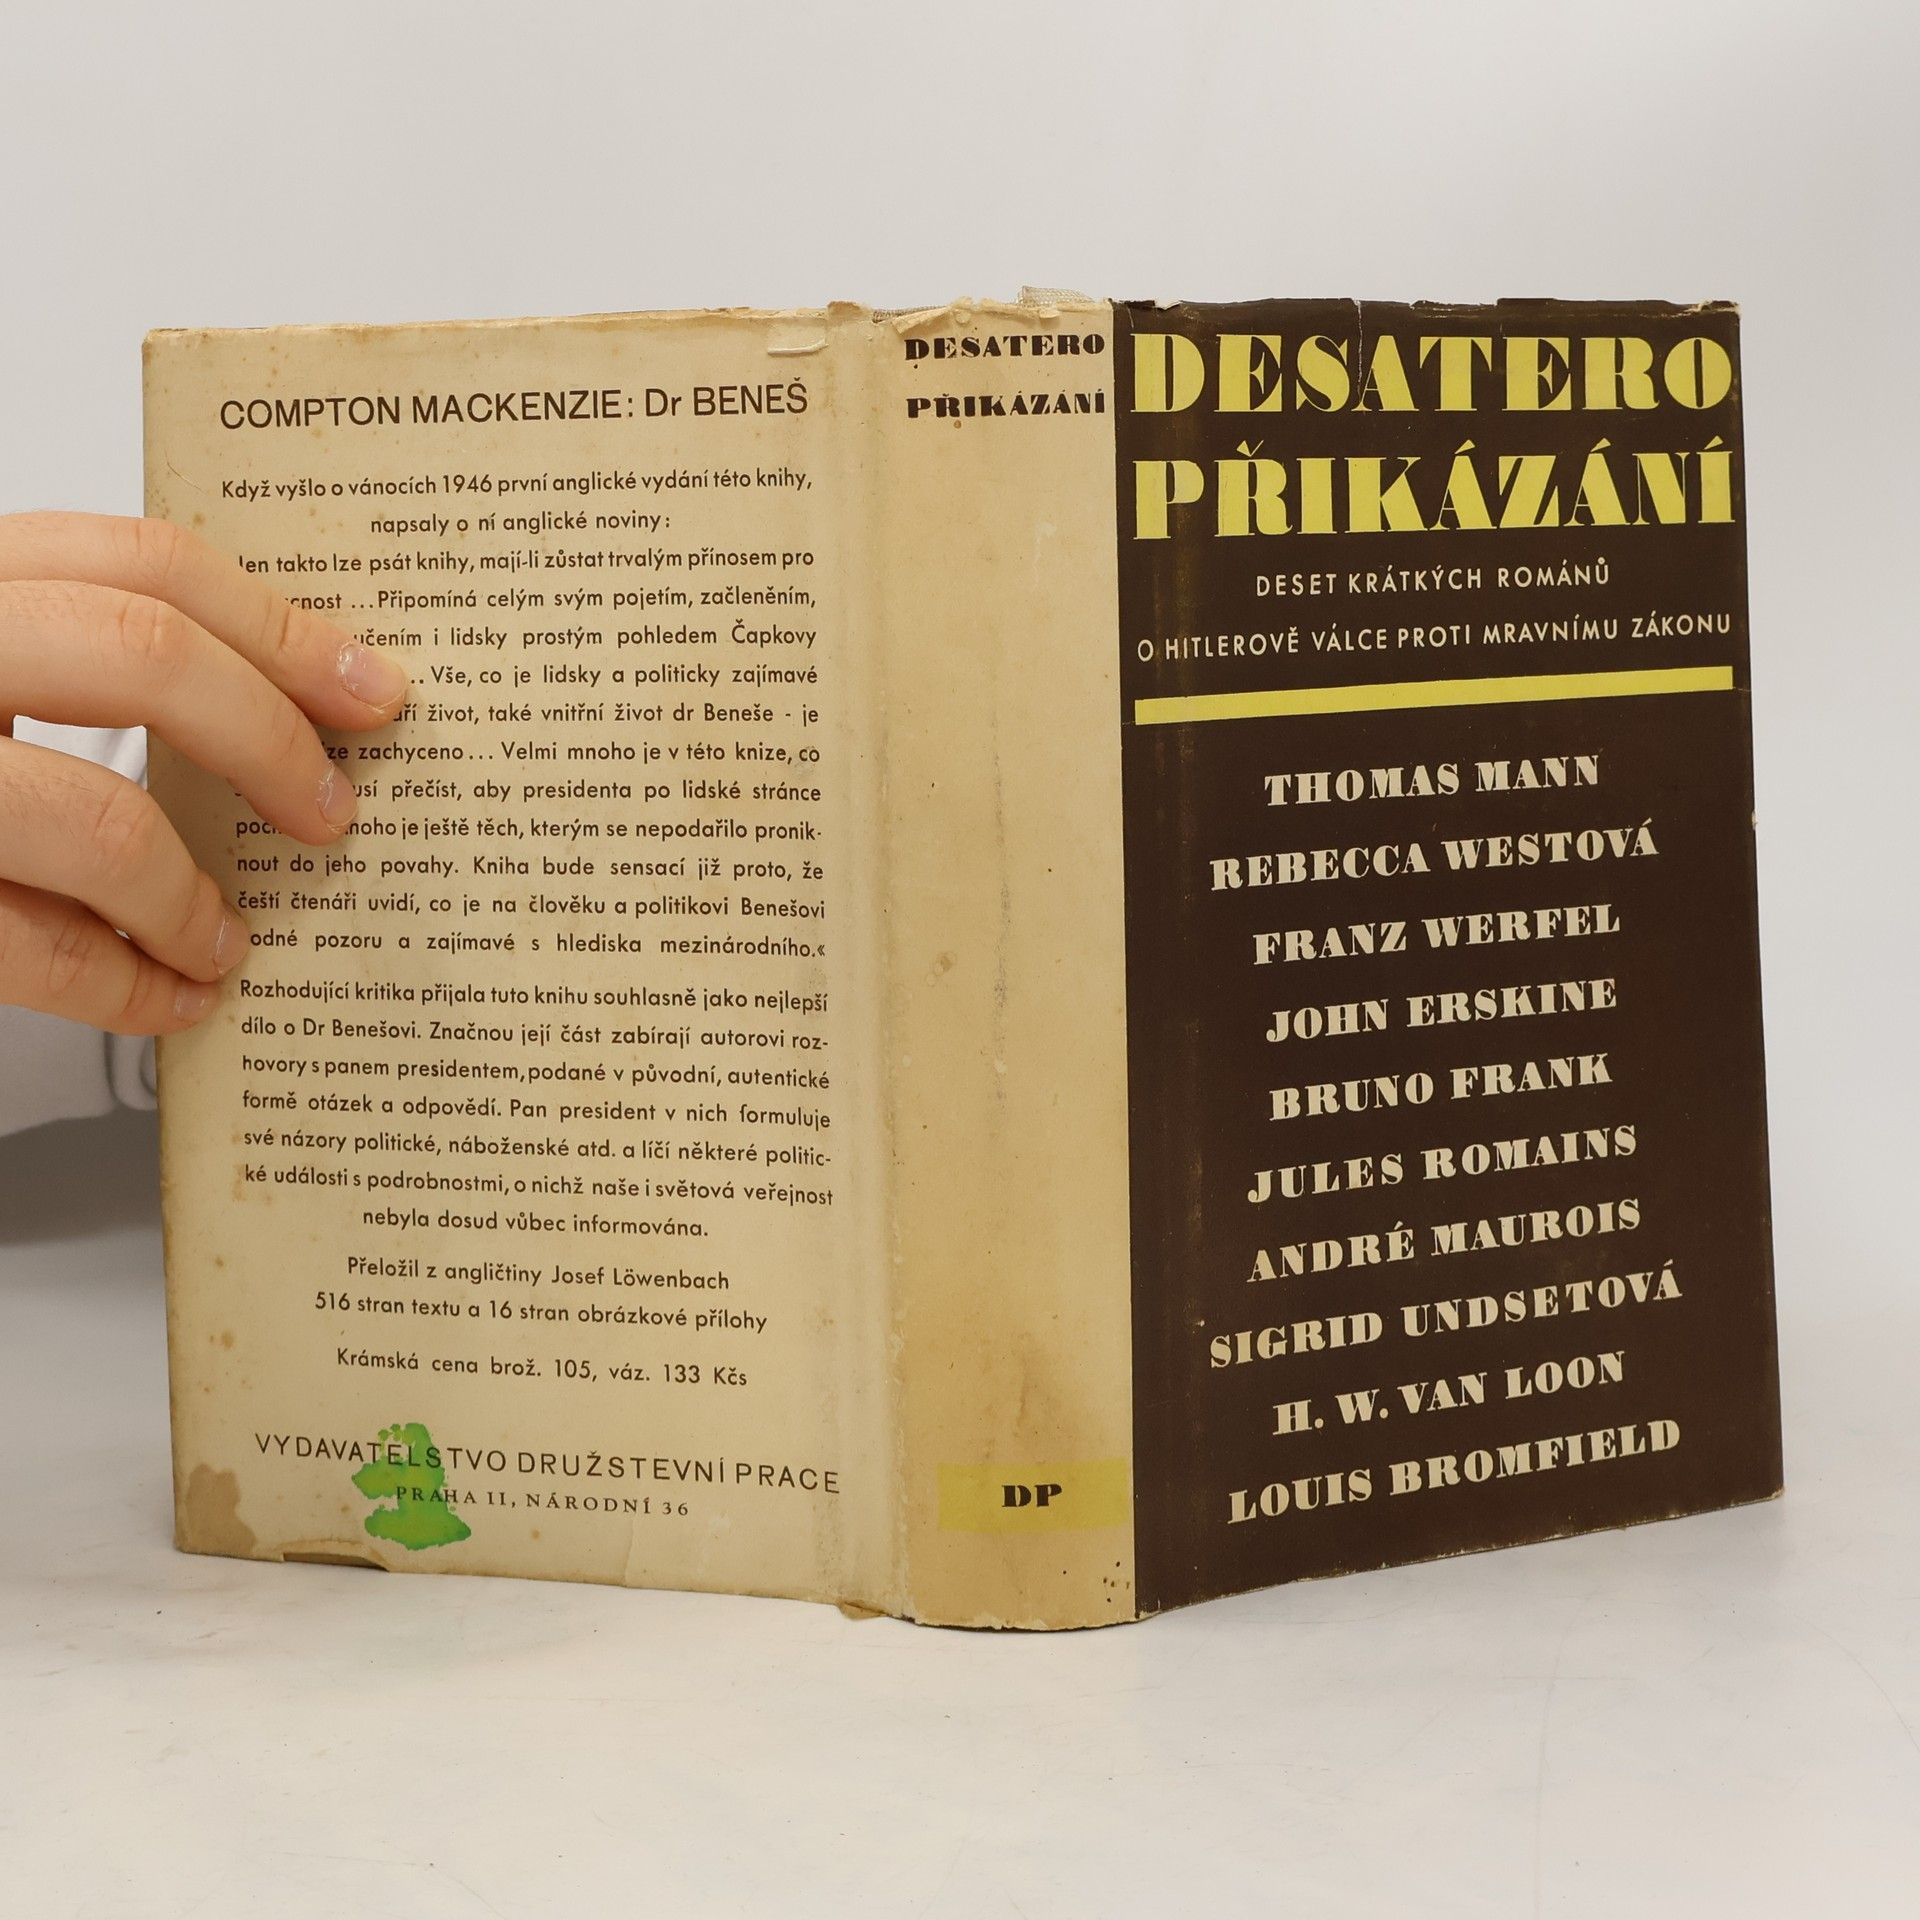 COMPTON MACKENZIE: Dr BENEŠ
Když vyšlo o vánocích 1946 první anglické vydání této knihy,
napsaly o ní anglické noviny:
takto lze psát knihy, mají-li zůstat trvalým přínosem pro
... Připomíná celým svým pojetím, začleněním,
i lidsky prostým pohledem Čapkovy
.. Vše, co je lidsky a politicky zajímavé
život, také vnitřní život dr Beneše - je
zachyceno... Velmi mnoho je v této knize, co
přečíst, aby presidenta po lidské stránce
je ještě těch, kterým se nepodařilo pronik-
nout do jeho povahy. Kniha bude sensací již proto, že
čeští čtenáři uvidí, co je na člověku a politikovi Benešovi
pozoru a zajímavé s hlediska mezinárodního.«
Rozhodující kritika přijala tuto knihu souhlasně jako nejlepší
dílo o Dr Benešovi. Značnou její část zabírají autorovi roz-
hovory s panem presidentem, podané v původní, autentické
formě otázek a odpovědí. Pan president v nich formuluje
své názory politické, náboženské atd. a líčí některé politic-
ké události s podrobnostmi, o nichž naše i světová veřejnost
nebyla dosud vůbec informována.
Přeložil z angličtiny Josef Löwenbach
516 stran textu a 16 stran obrázkové přílohy
Krámská cena brož. 105, váz. 133 Kčs
VYDAVATELSTVO DRUŽSTEVNÍ PRACE
PRAHA II, NÁRODNÍ 36
DESATERO
PŘIKÁZÁNÍ
DP
DESATERO
PŘIKÁZÁNÍ
DESET KRÁTKÝCH ROMÁNŮ
O HITLEROVĚ VÁLCE PROTI MRAVNÍMU ZÁKONU
THOMAS MANN
REBECCA WESTOVÁ
FRANZ WERFEL
JOHN ERSKINE
BRUNO FRANK
JULES ROMAINS
ANDRÉ MAUROIS
SIGRID UNDSETOVÁ
H. W. VAN LOON
LOUIS BROMFIELD